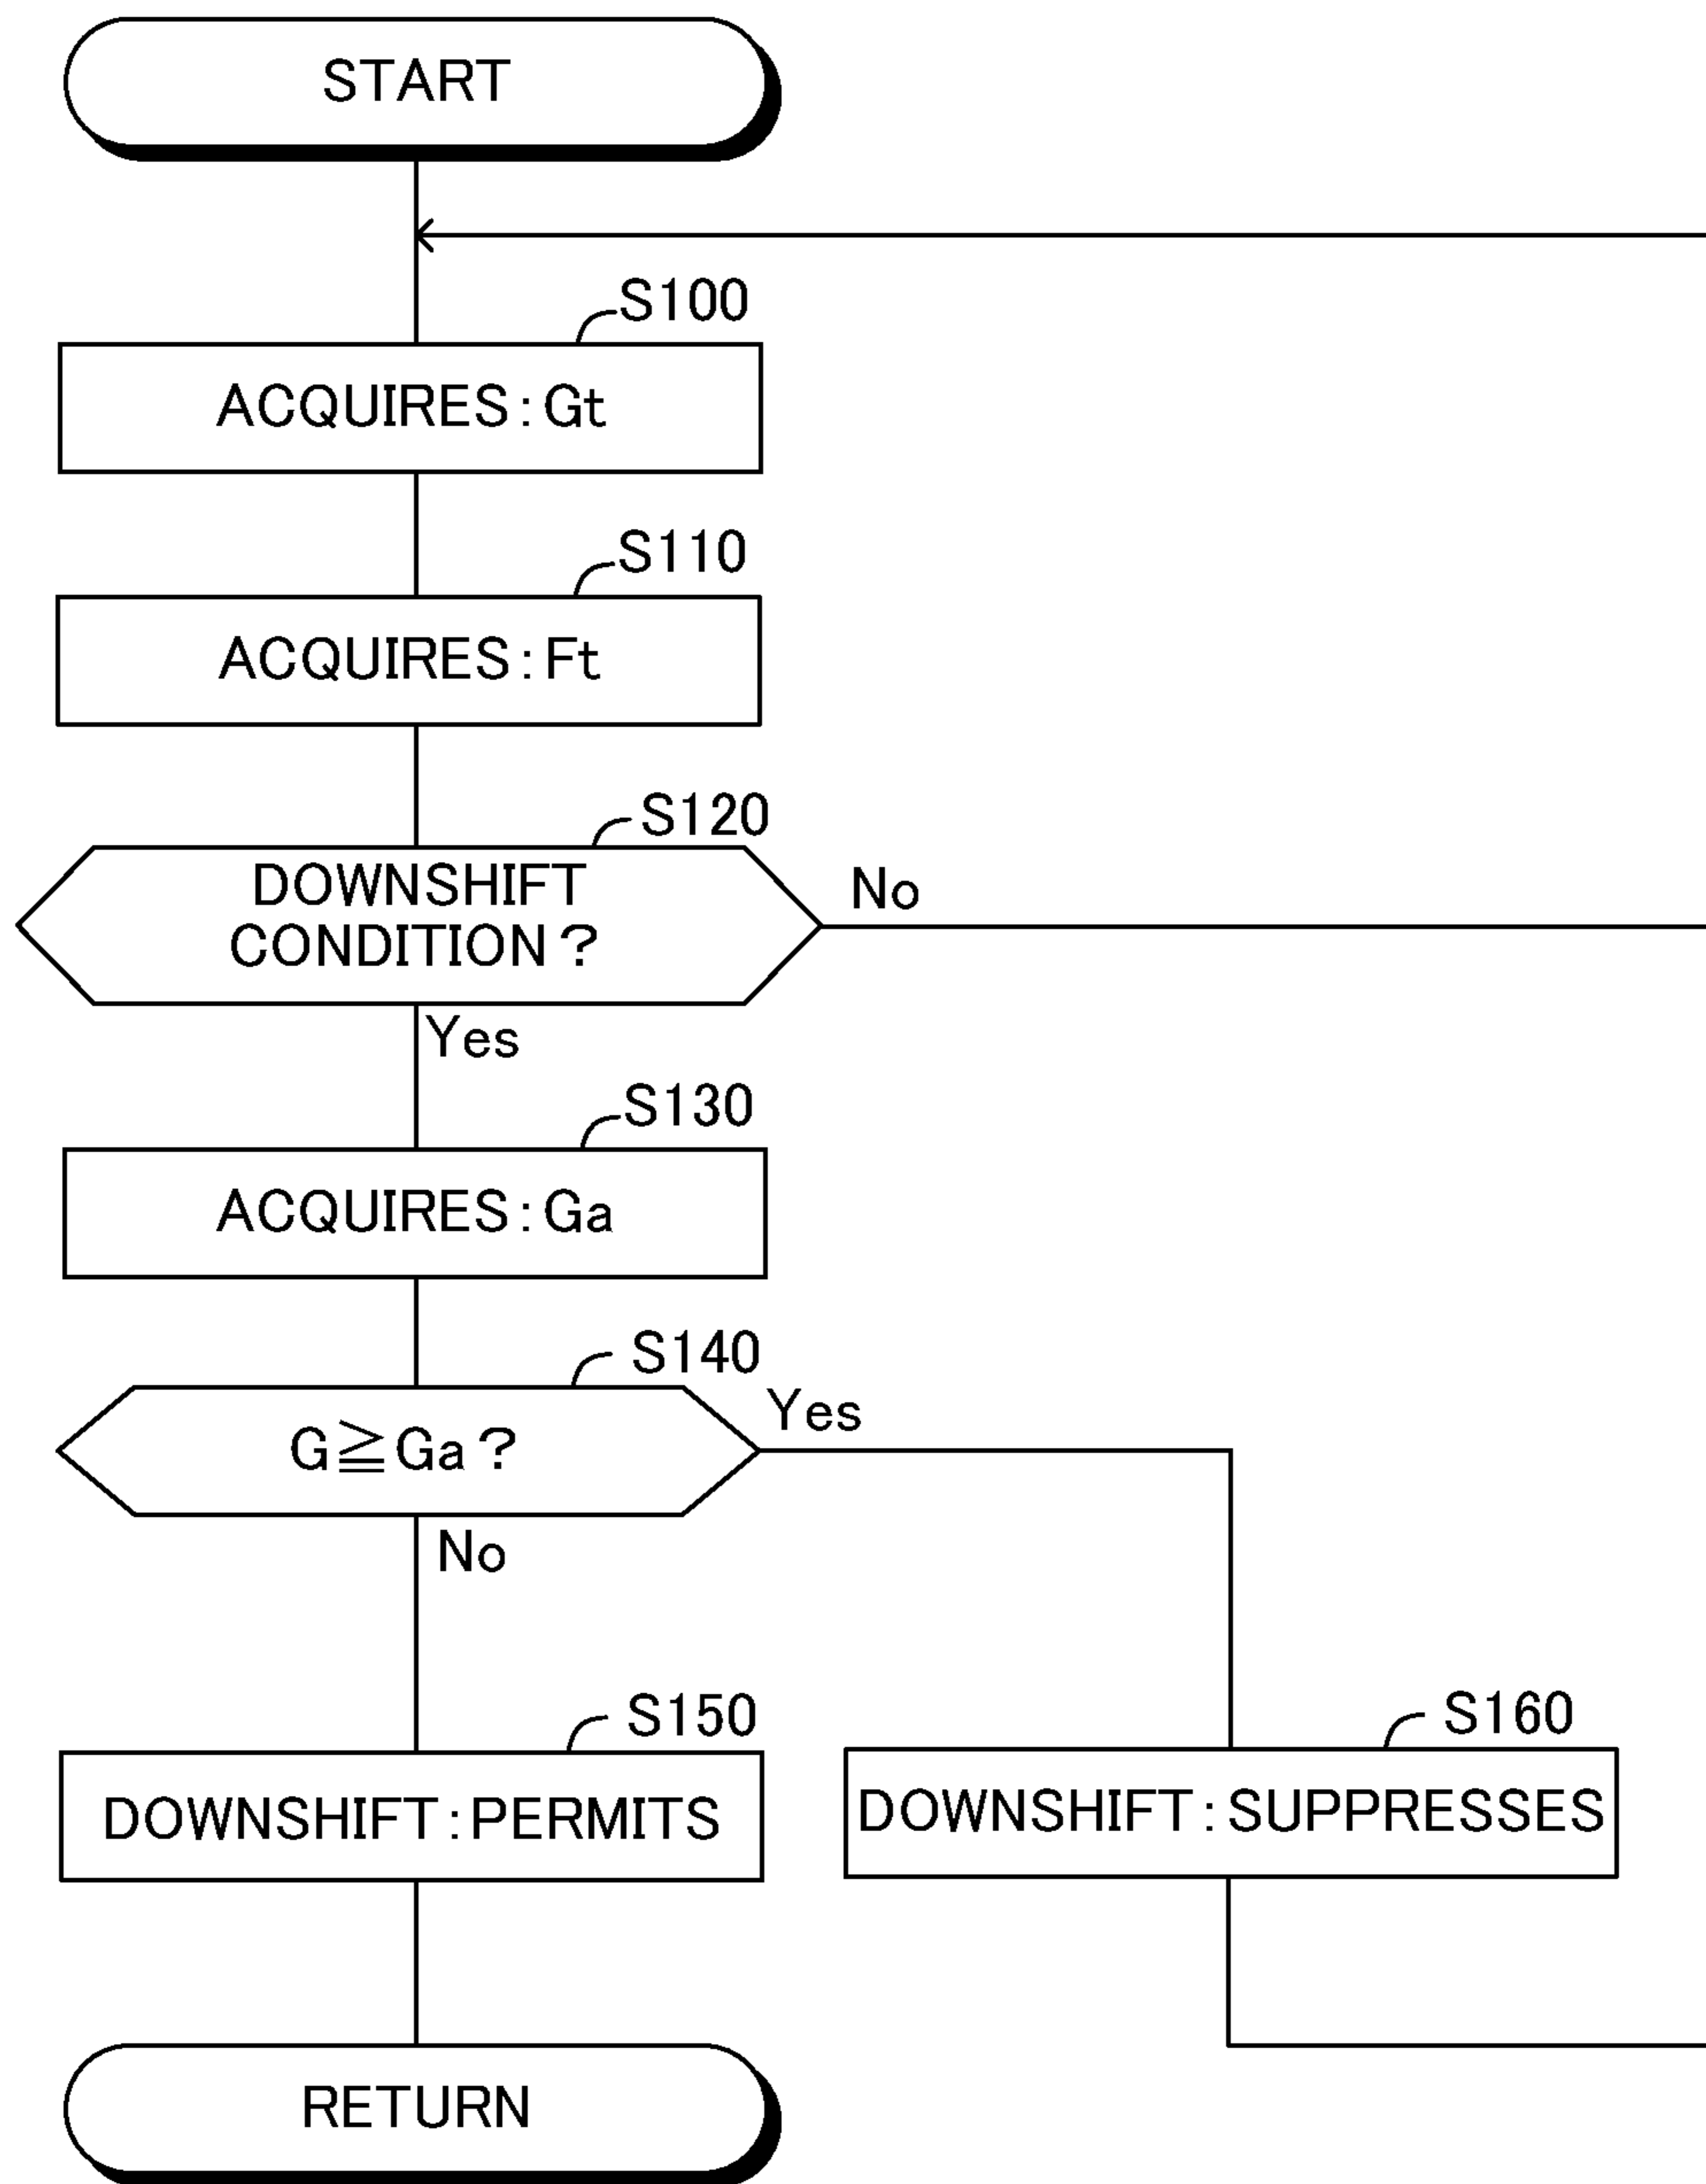 START
S100
ACQUIRES:Gt
S110
ACQUIRES:Ft
S120
DOWNSHIFT
CONDITION?
No
Yes
S130
ACQUIRES:Ga
S140
G≧Ga?
Yes
No
S150
DOWNSHIFT:PERMITS
S160
DOWNSHIFT:SUPPRESSES
RETURN